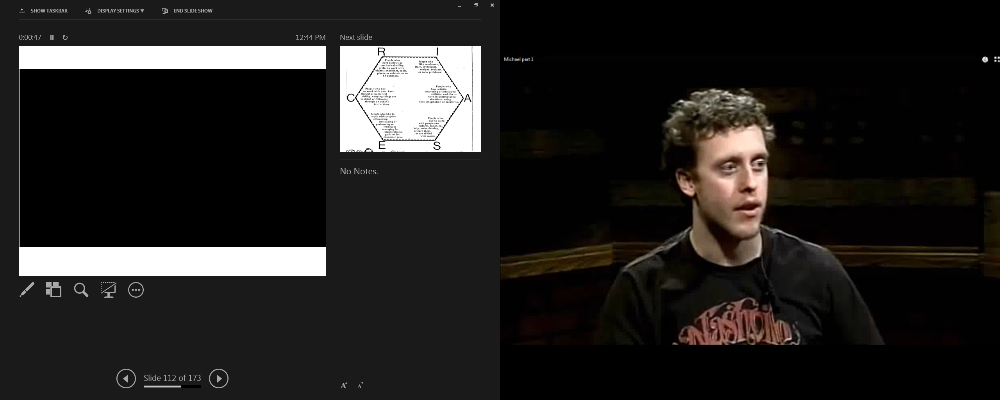 SHOW TASKBAR
DISPLAY SETTINGS
END SLIDE SHOW
0:00:47
12:44 PM
Next slide
R
I
People who
have athletic or
mechanical ability,
prefer to work with
objects, machines, tools,
plants, or animals, or to
be outdoors.
People who
like to observe,
learn, investigate,
analyze, evaluate,
or solve problems.
C
People who like
to work with data, have
clerical or numerical
ability, carrying things out
in detail or following
through on other's
instructions.
People who
have artistic,
innovating or intuitional
abilities, and like to
work in unstructured
situations, using
their imagination or creativity.
A
People who like to
work with people—
influencing,
persuading or
performing or
leading or
managing for
organizational
goals or for
economic gain.
People who
like to work
with people—to
inform, enlighten,
help, train, develop,
or cure them,
or are skilled
with words.
E
S
No Notes.
Slide 112 of 173
A
A
Michael part 1